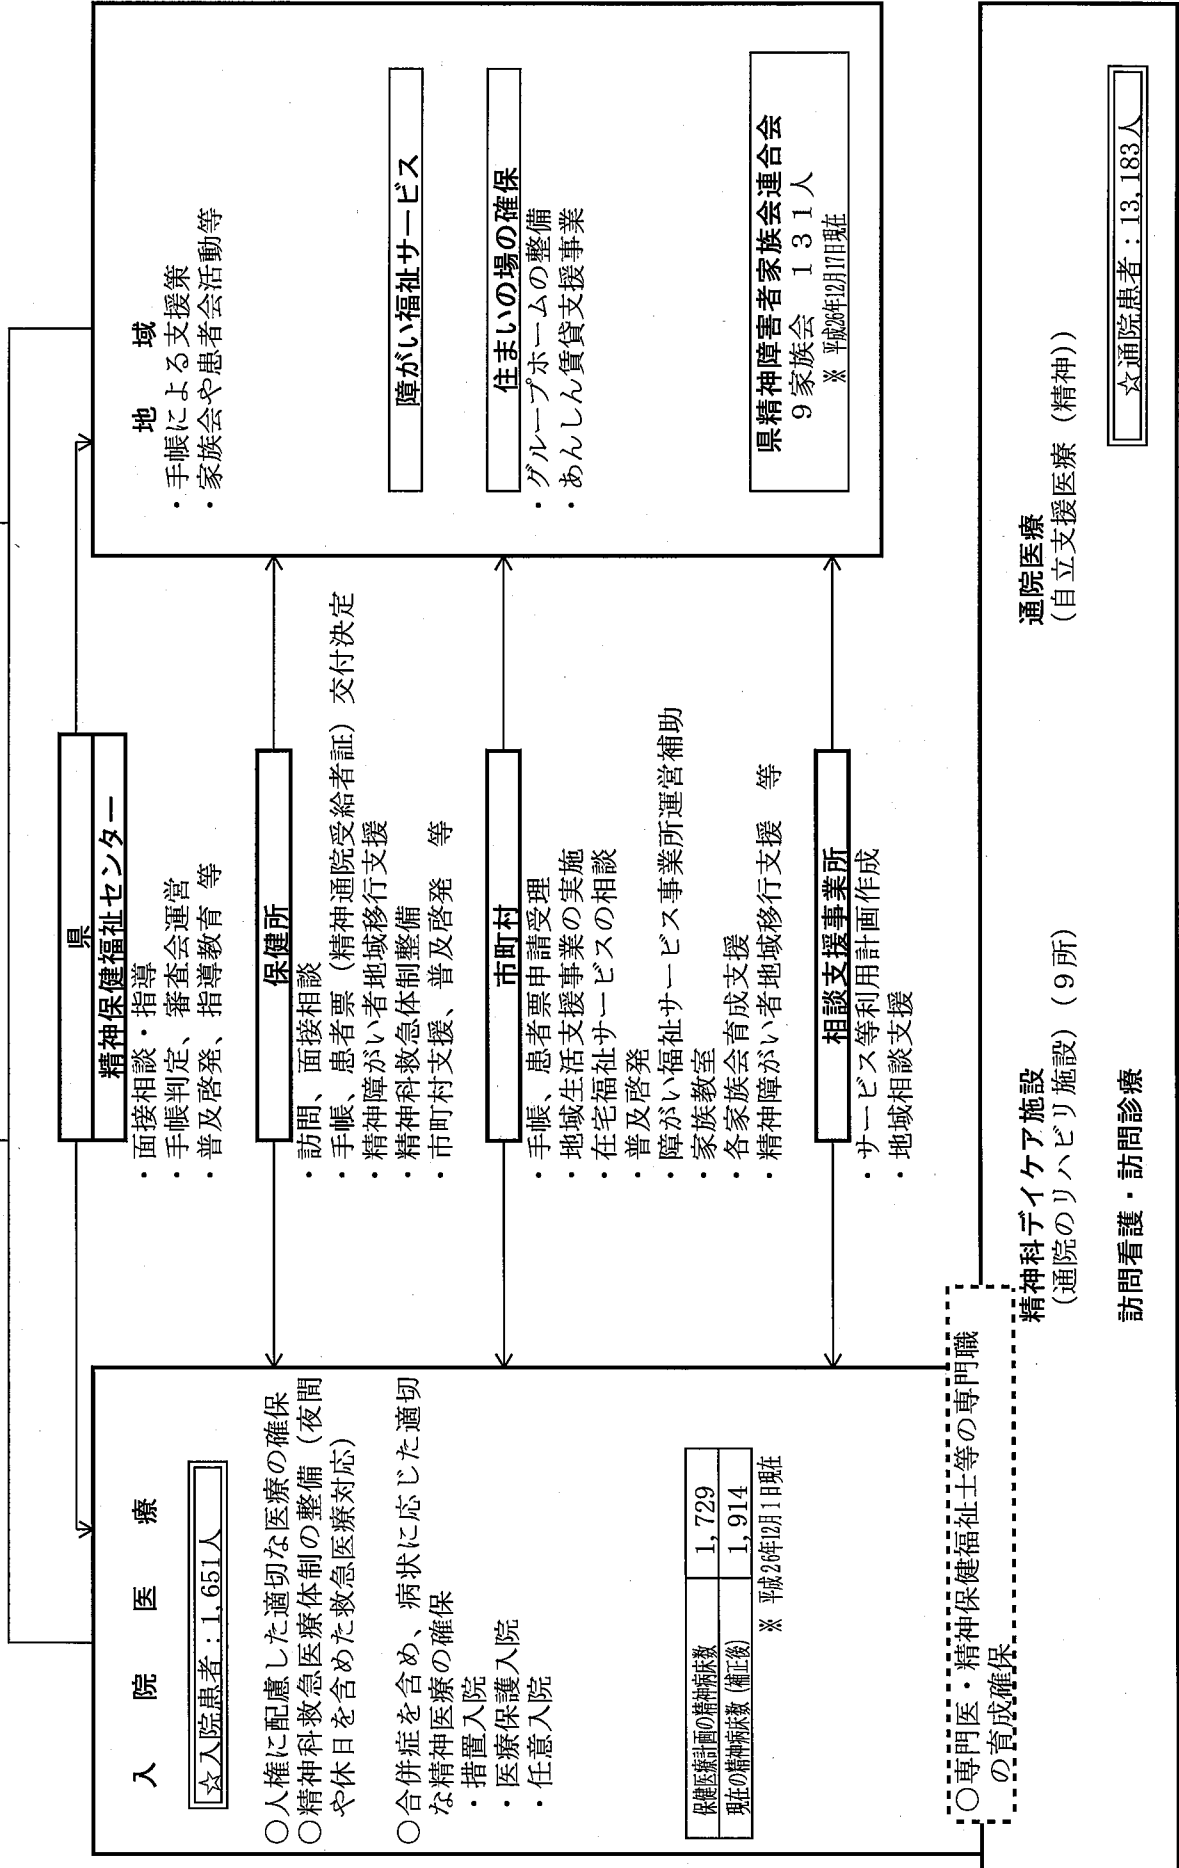 入院医療
☆入院患者：1,651人
○人権に配慮した適切な医療の確保
○精神科救急医療体制の整備（夜間
や休日を含めた救急医療対応）
○合併症を含め、病状に応じた適切
な精神医療の確保
・措置入院
・医療保護入院
・任意入院
保健医療計画の精神病床数 1,729
現在の精神病床数（補正後） 1,914
※ 平成26年12月1日現在
○専門医・精神保健福祉士等の専門職
の育成確保
県
精神保健福祉センター
・面接相談・指導
・手帳判定、審査会運営
・普及啓発、指導教育 等
保健所
・訪問、面接相談
・手帳、患者票（精神通院受給者証）交付決定
・精神障がい者地域移行支援
・精神科救急体制整備
・市町村支援、普及啓発 等
市町村
・手帳、患者票申請受理
・地域生活支援事業の実施
・在宅福祉サービスの相談
・普及啓発
・障がい福祉サービス事業所運営補助
・家族教室
・各家族会育成支援
・精神障がい者地域移行支援 等
相談支援事業所
・サービス等利用計画作成
・地域相談支援
地域
・手帳による支援策
・家族会や患者会活動等
障がい福祉サービス
住まいの場の確保
・グループホームの整備
・あんしん賃貸支援事業
県精神障害者家族会連合会
９家族会 １３１人
※ 平成26年12月17日現在
精神科デイケア施設
（通院のリハビリ施設）（９所）
訪問看護・訪問診療
通院医療
（自立支援医療（精神））
☆通院患者：13,183人